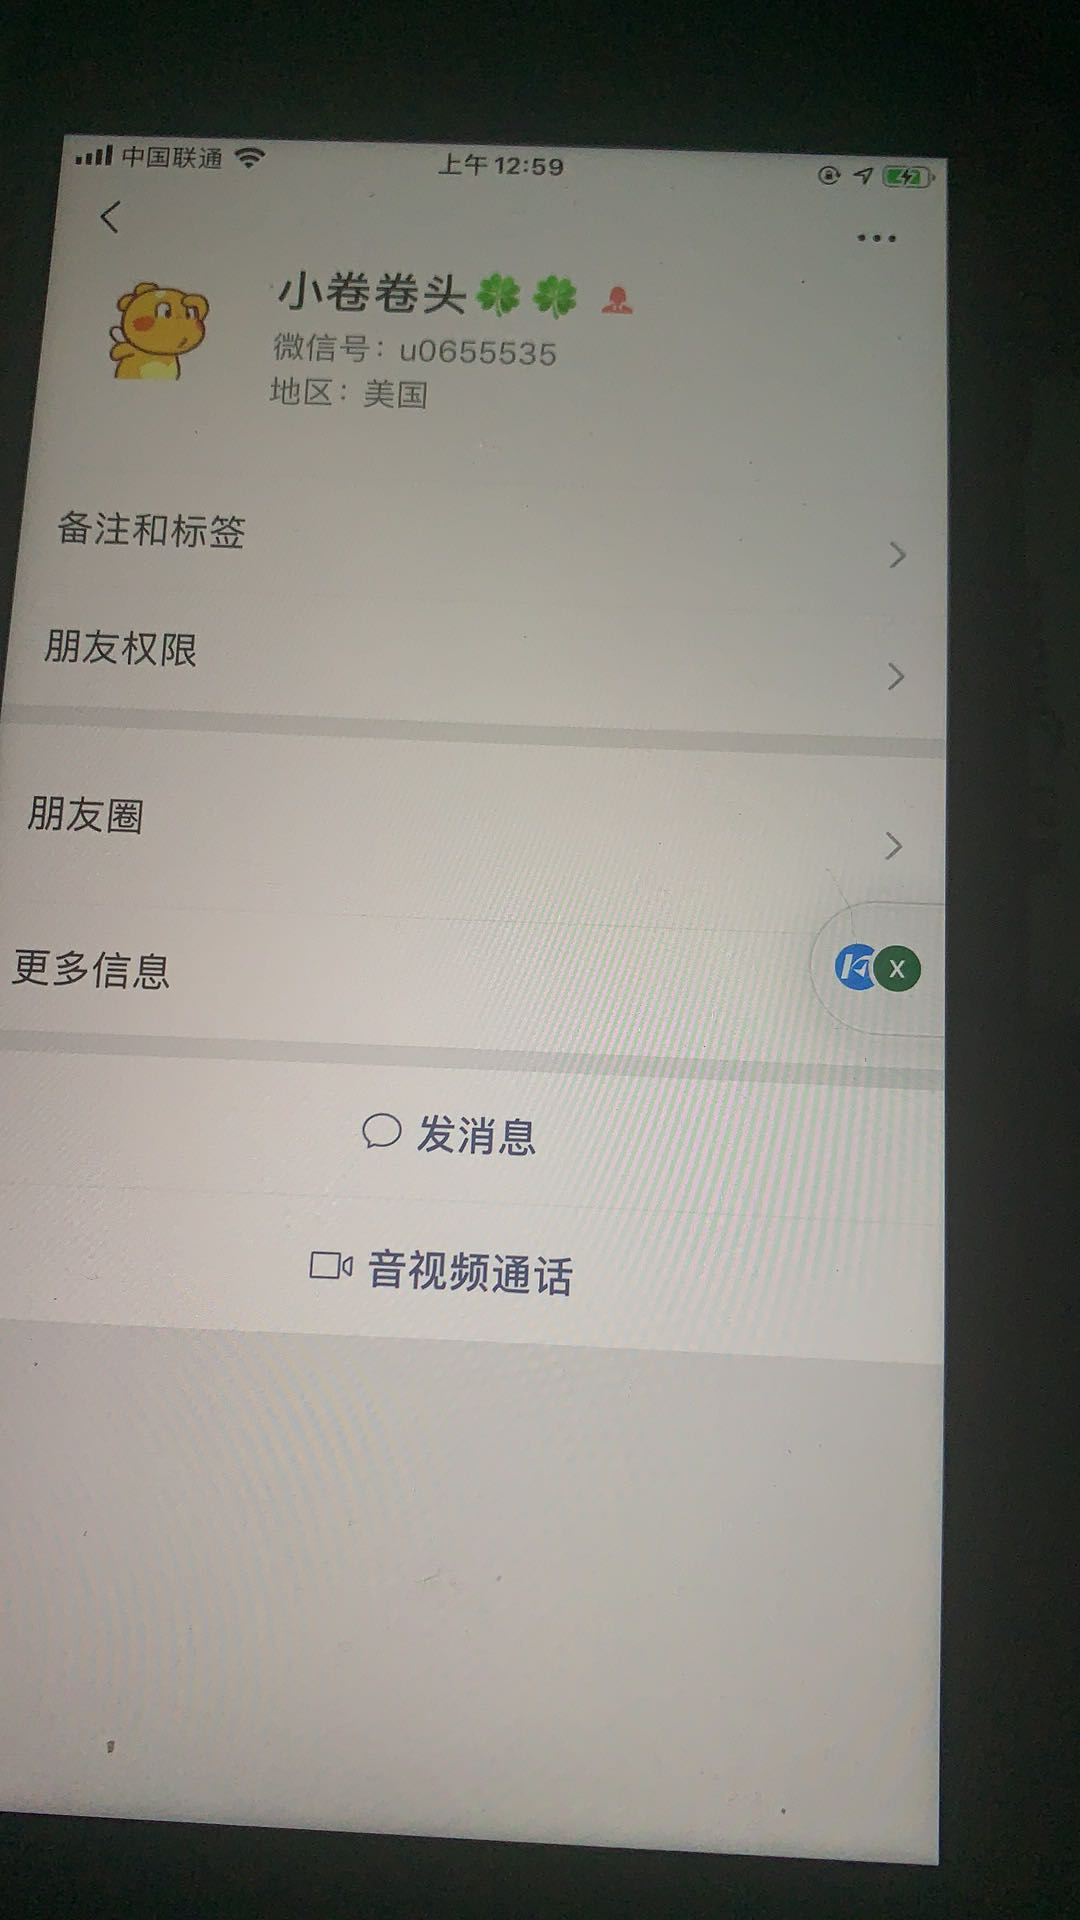 中国联通
上午12:59
小卷卷头🍀🍀
微信号：u0655535
地区：美国
备注和标签
朋友权限
朋友圈
X
更多信息
发消息
音视频通话